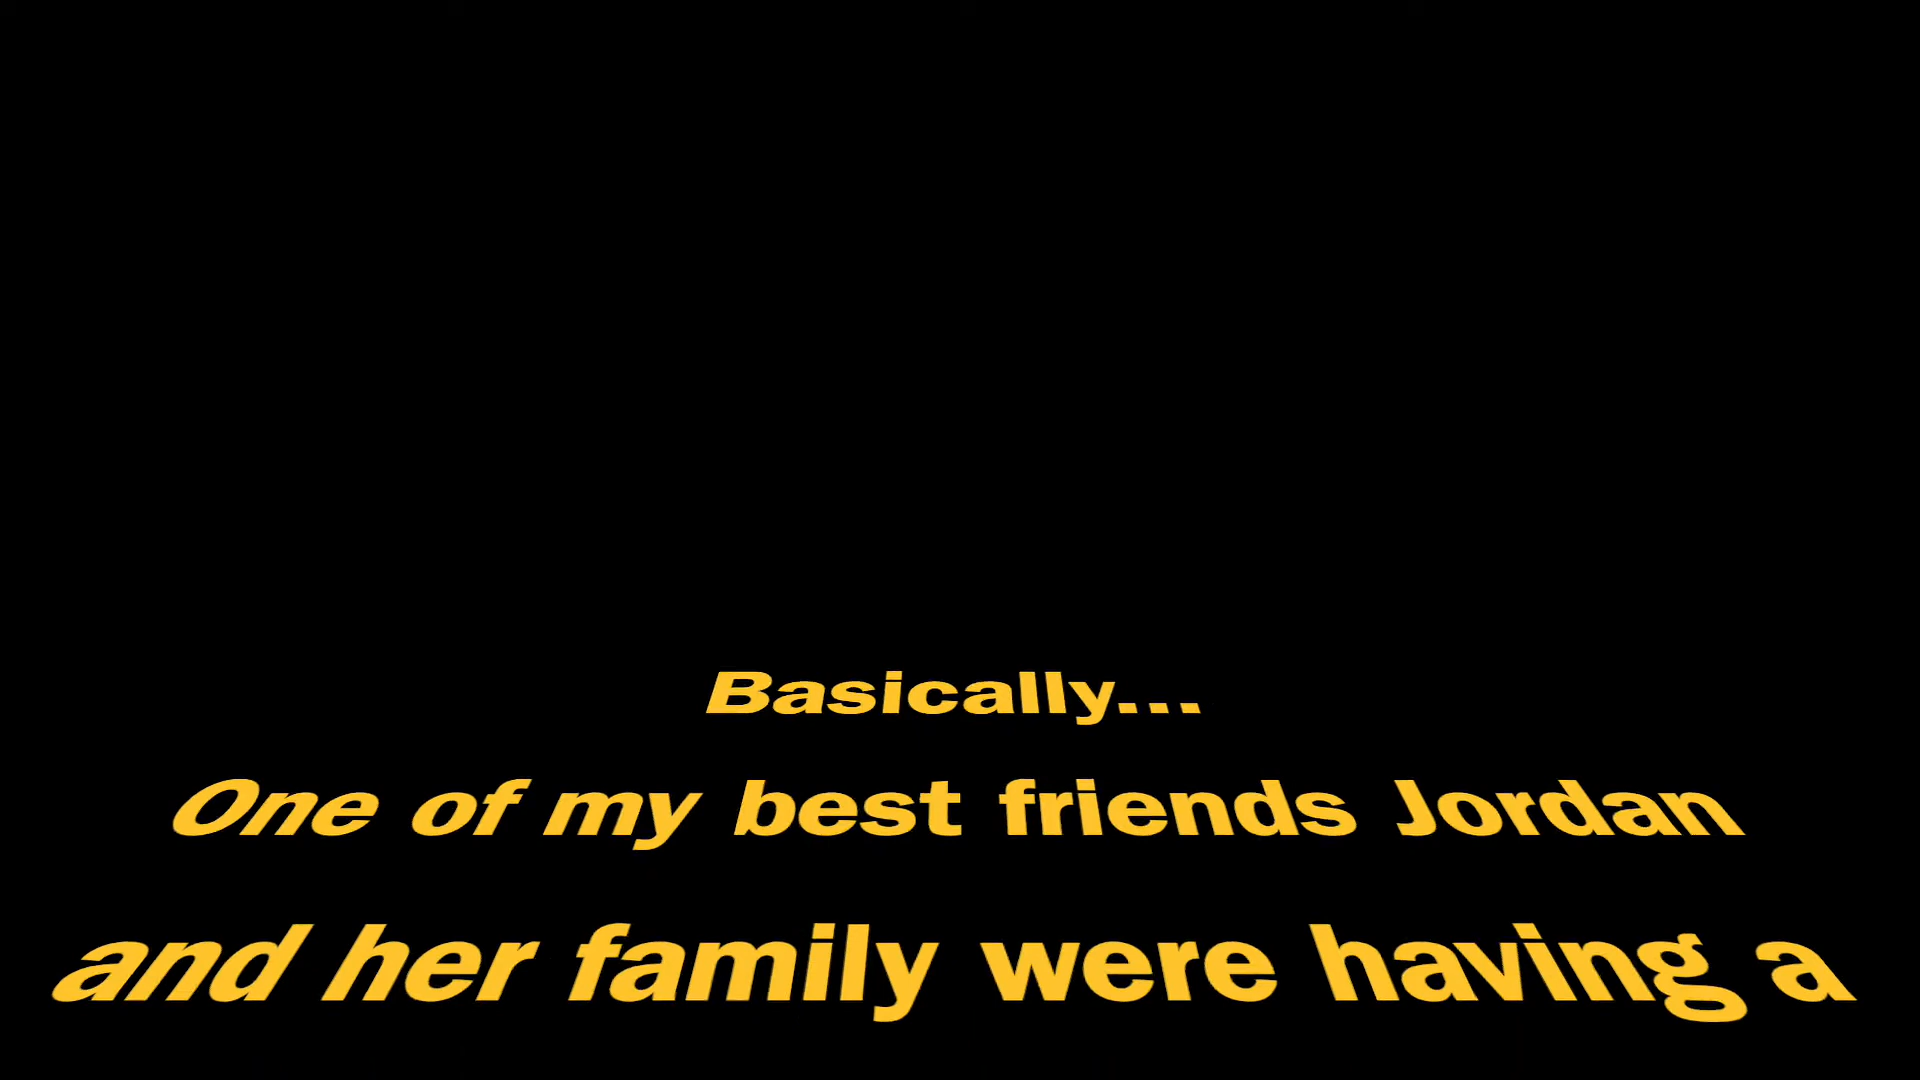 Basically...
One of my best friends Jordan
and her family were having a